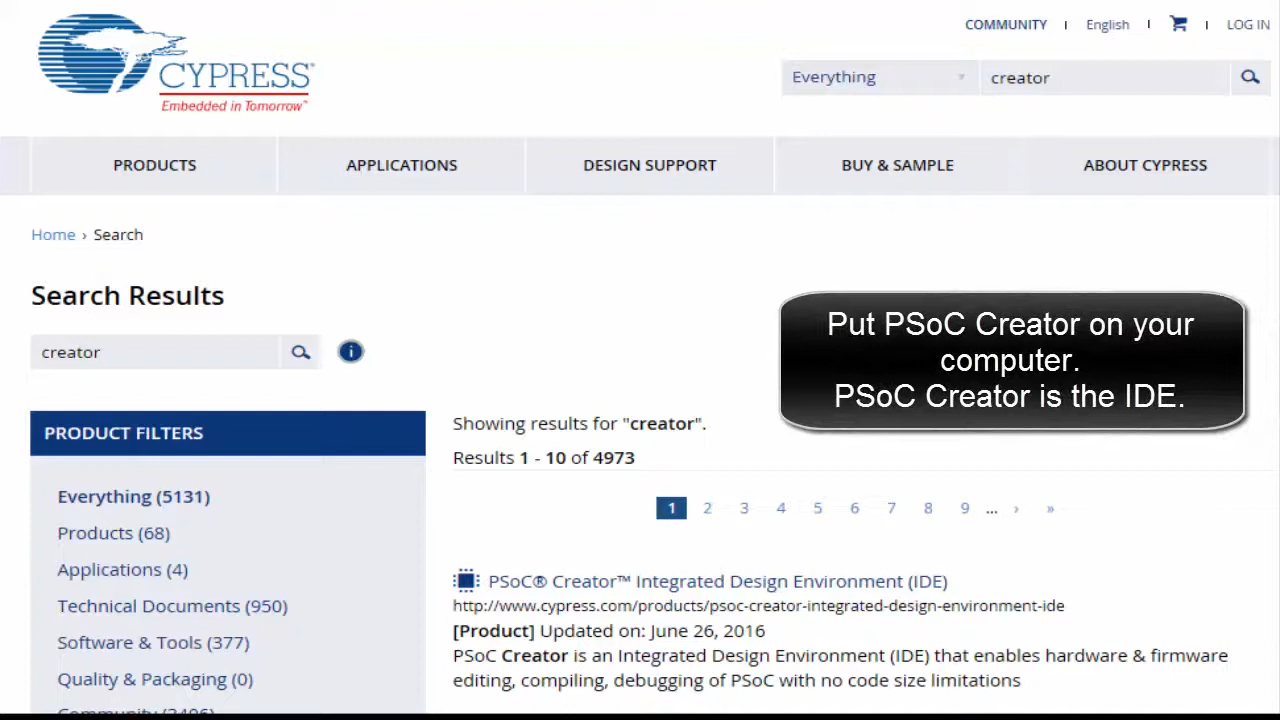 COMMUNITY
English
LOG IN
CYPRESS®
Embedded in Tomorrow™
Everything
creator
PRODUCTS
APPLICATIONS
DESIGN SUPPORT
BUY & SAMPLE
ABOUT CYPRESS
Home › Search
Search Results
creator
Put PSoC Creator on your
computer.
PSoC Creator is the IDE.
PRODUCT FILTERS
Everything (5131)
Products (68)
Applications (4)
Technical Documents (950)
Software & Tools (377)
Quality & Packaging (0)
Showing results for "creator".
Results 1 - 10 of 4973
1 2 3 4 5 6 7 8 9 ... › »
PSoC® Creator™ Integrated Design Environment (IDE)
http://www.cypress.com/products/psoc-creator-integrated-design-environment-ide
[Product] Updated on: June 26, 2016
PSoC Creator is an Integrated Design Environment (IDE) that enables hardware & firmware
editing, compiling, debugging of PSoC with no code size limitations